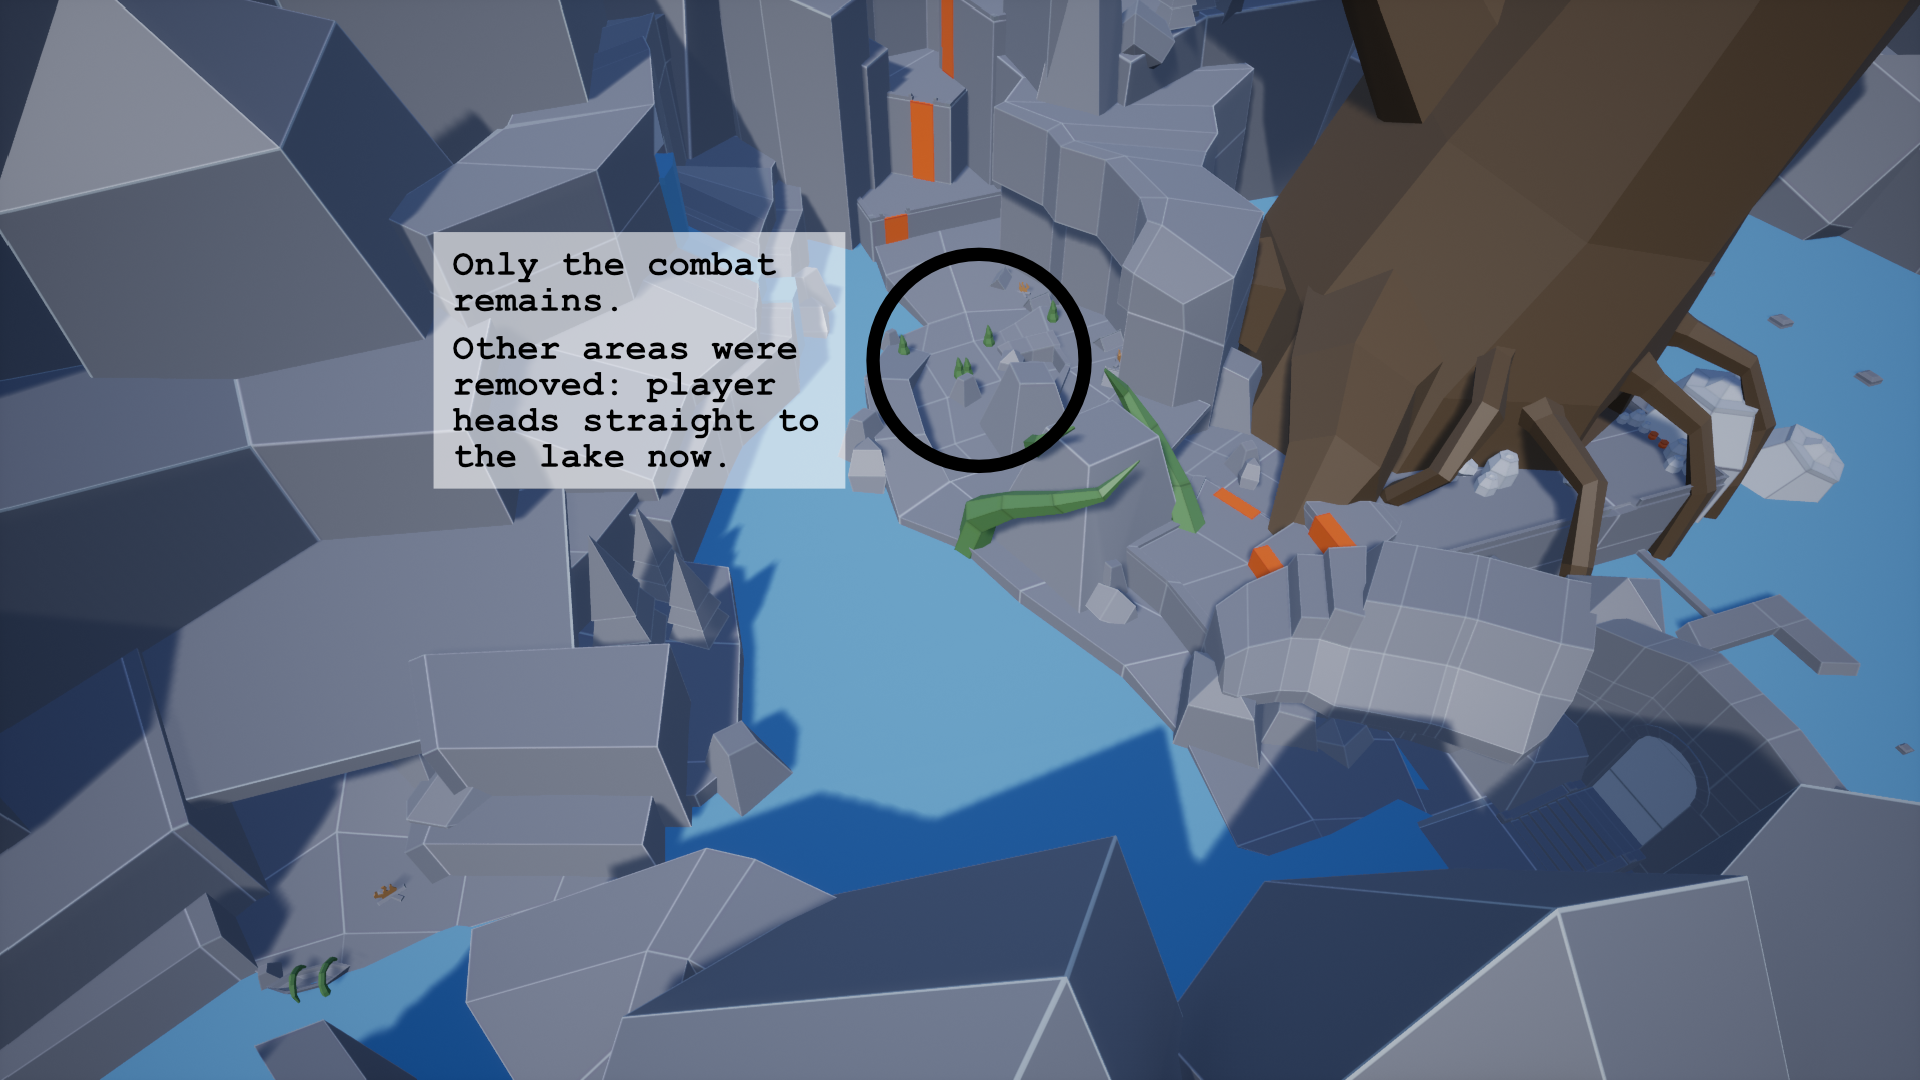 Only the combat
remains.
Other areas were
removed: player
heads straight to
the lake now.